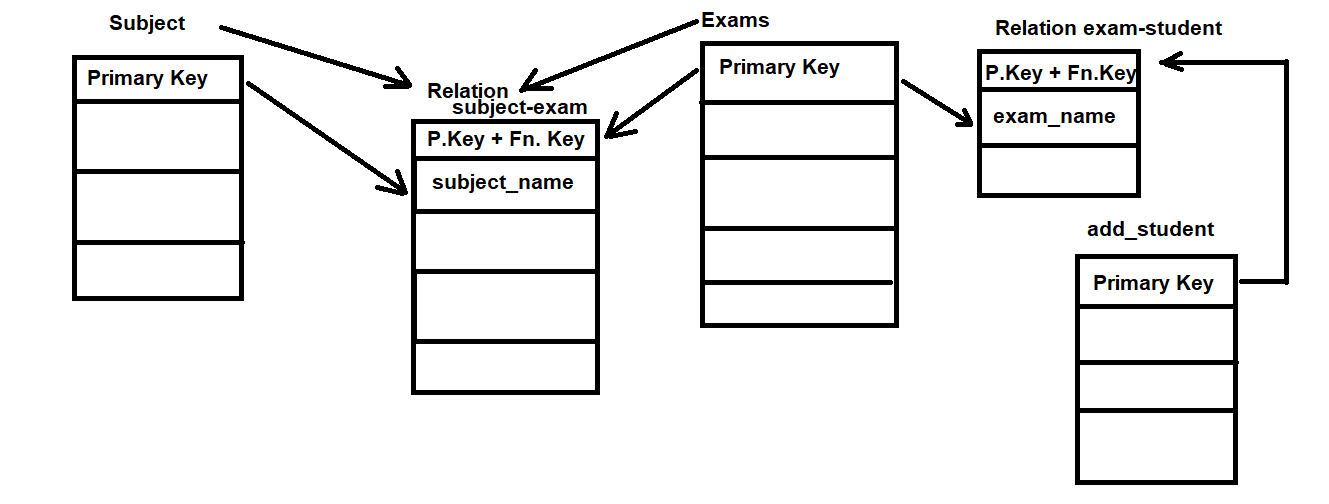 Subject
Primary Key
Relation
subject-exam
P.Key + Fn. Key
subject_name
Exams
Primary Key
Relation exam-student
P.Key + Fn.Key
exam_name
add_student
Primary Key